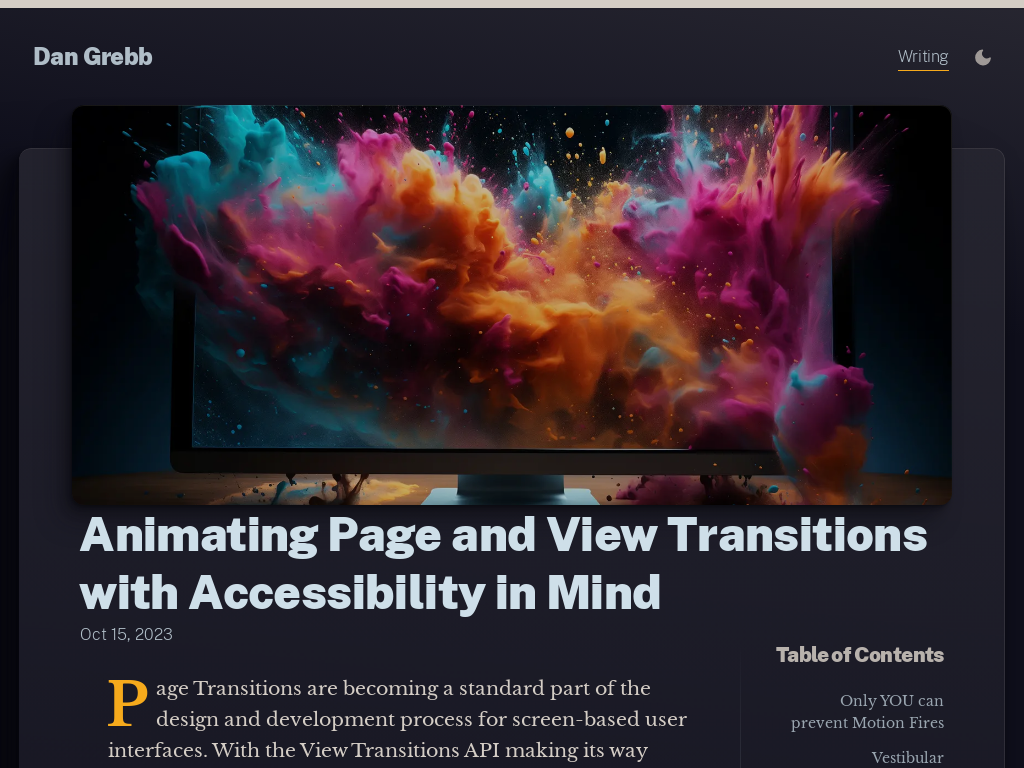 Dan Grebb
Writing
Animating Page and View Transitions
with Accessibility in Mind
Oct 15, 2023
Page Transitions are becoming a standard part of the
design and development process for screen-based user
interfaces. With the View Transitions API making its way
Table of Contents
Only YOU can
prevent Motion Fires
Vestibular